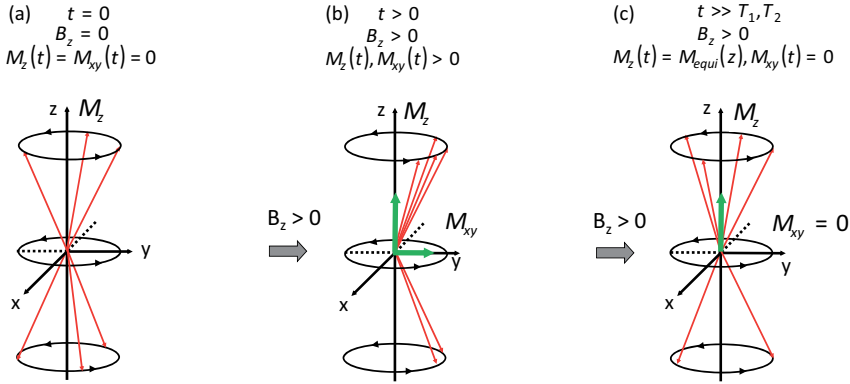 (a) t = 0
B_z = 0
M_z(t) = M_xy(t) = 0
z M_z
y
x
B_z > 0
(b) t > 0
B_z > 0
M_z(t), M_xy(t) > 0
z M_z
M_xy
y
x
B_z > 0
(c) t >> T_1, T_2
B_z > 0
M_z(t) = M_equi(z), M_xy(t) = 0
z M_z
M_xy = 0
y
x